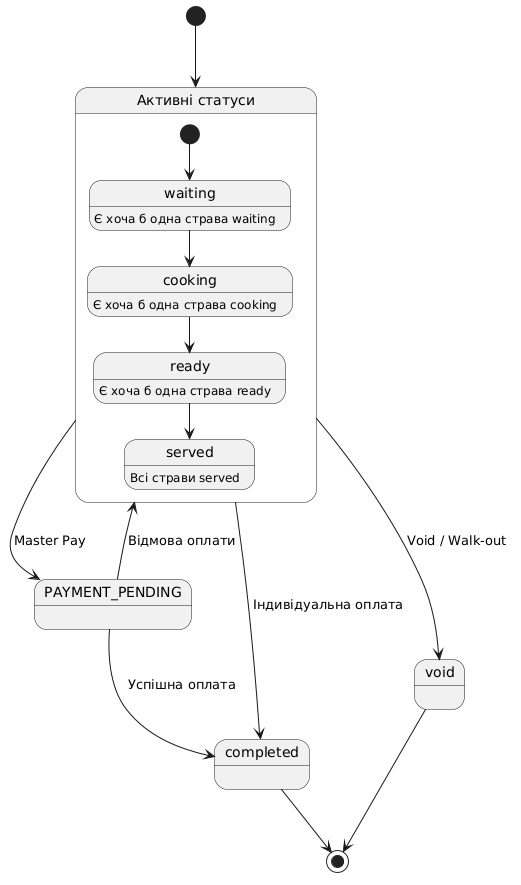 Активні статуси
waiting
Є хоча б одна страва waiting
cooking
Є хоча б одна страва cooking
ready
Є хоча б одна страва ready
served
Всі страви served
Master Pay
Відмова оплати
Void / Walk-out
PAYMENT_PENDING
Індивідуальна оплата
Успішна оплата
void
completed